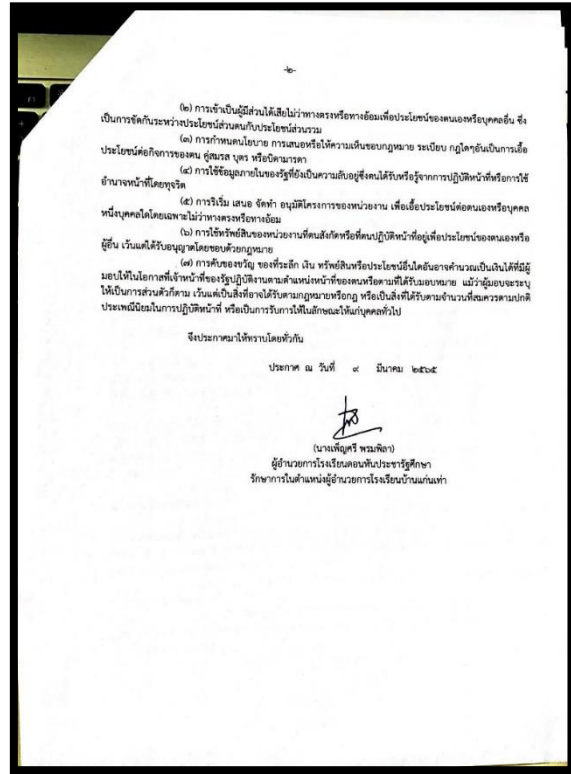 -๒-
(๒) การเข้าเป็นผู้มีส่วนได้เสียไม่ว่าทางตรงหรือทางอ้อมเพื่อประโยชน์ของตนเองหรือบุคคลอื่น ซึ่ง
เป็นการขัดกันระหว่างประโยชน์ส่วนตนกับประโยชน์ส่วนรวม
(๓) การกำหนดนโยบาย การเสนอหรือให้ความเห็นชอบกฎหมาย ระเบียบ กฎใดๆอันเป็นการเอื้อ
ประโยชน์ต่อกิจการของตน คู่สมรส บุตร หรือบิดามารดา
(๔) การใช้ข้อมูลภายในของรัฐที่ยังเป็นความลับอยู่ซึ่งตนได้รับหรือรู้จากการปฏิบัติหน้าที่หรือการใช้
อำนาจหน้าที่โดยทุจริต
(๕) การริเริ่ม เสนอ จัดทำ อนุมัติโครงการของหน่วยงาน เพื่อเอื้อประโยชน์ต่อตนเองหรือบุคคล
หนึ่งบุคคลใดโดยเฉพาะไม่ว่าทางตรงหรือทางอ้อม
(๖) การใช้ทรัพย์สินของหน่วยงานที่ตนสังกัดหรือที่ตนปฏิบัติหน้าที่อยู่เพื่อประโยชน์ของตนเองหรือ
ผู้อื่น เว้นแต่ได้รับอนุญาตโดยชอบด้วยกฎหมาย
(๗) การรับของขวัญ ของที่ระลึก เงิน ทรัพย์สินหรือประโยชน์อื่นใดอันอาจคำนวณเป็นเงินได้ที่มีผู้
มอบให้ในโอกาสที่เจ้าหน้าที่ของรัฐปฏิบัติงานตามตำแหน่งหน้าที่ของตนหรือตามที่ได้รับมอบหมาย แม้ว่าผู้มอบจะระบุ
ให้เป็นการส่วนตัวก็ตาม เว้นแต่เป็นสิ่งที่อาจได้รับตามกฎหมายหรือกฎ หรือเป็นสิ่งที่ได้รับตามจำนวนที่สมควรตามปกติ
ประเพณีนิยมในการปฏิบัติหน้าที่ หรือเป็นการรับการให้ในลักษณะให้แก่บุคคลทั่วไป
จึงประกาศมาให้ทราบโดยทั่วกัน
ประกาศ ณ วันที่ ๙ มีนาคม ๒๕๖๕
(นางเพ็ญศรี พรมพิลา)
ผู้อำนวยการโรงเรียนดอนหันประชารัฐศึกษา
รักษาการในตำแหน่งผู้อำนวยการโรงเรียนบ้านแก่นเท่า